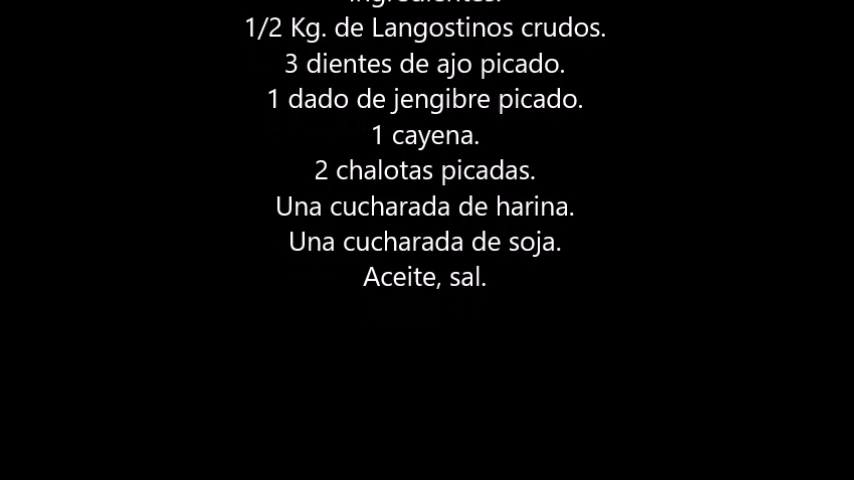 Ingredientes:
1/2 Kg. de Langostinos crudos.
3 dientes de ajo picado.
1 dado de jengibre picado.
1 cayena.
2 chalotas picadas.
Una cucharada de harina.
Una cucharada de soja.
Aceite, sal.